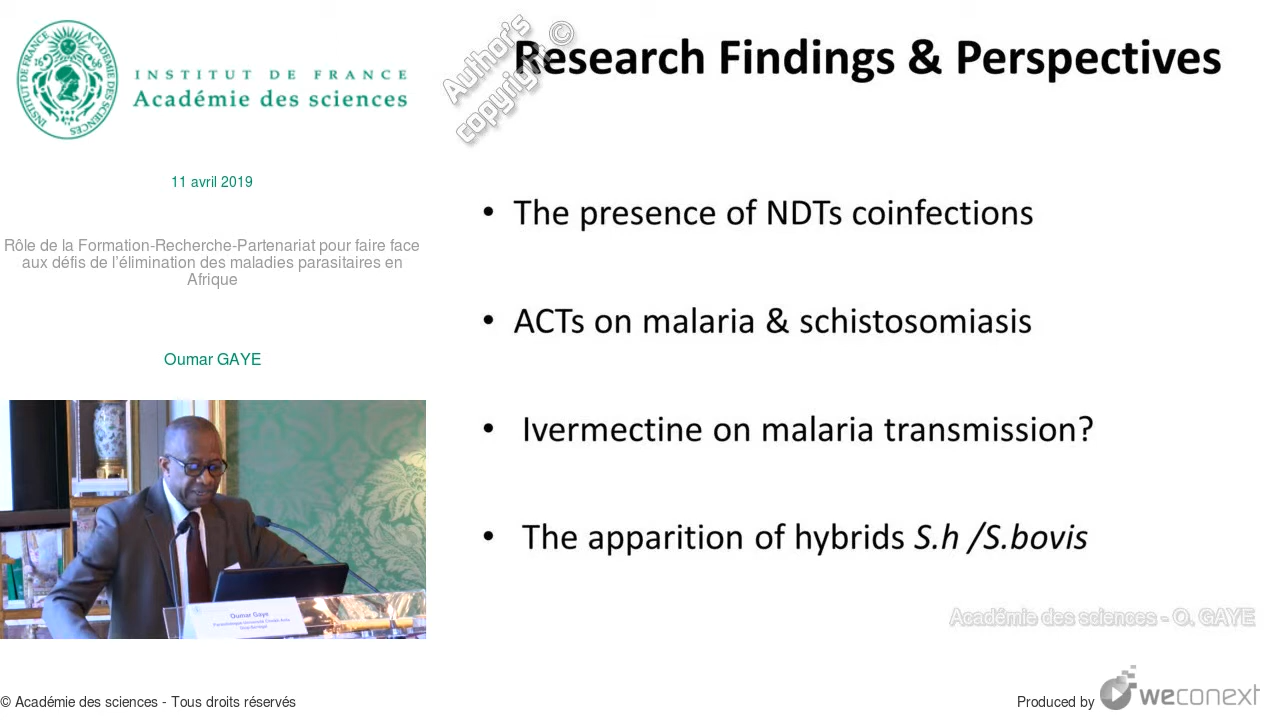 INSTITUT DE FRANCE
Académie des sciences
11 avril 2019
Rôle de la Formation-Recherche-Partenariat pour faire face
aux défis de l'élimination des maladies parasitaires en
Afrique
Oumar GAYE
Oumar Gaye
Author's
copyright ©
Research Findings & Perspectives
• The presence of NDTs coinfections
• ACTs on malaria & schistosomiasis
• Ivermectine on malaria transmission?
• The apparition of hybrids S.h /S.bovis
Académie des sciences - O. GAYE
© Académie des sciences - Tous droits réservés
Produced by weconext